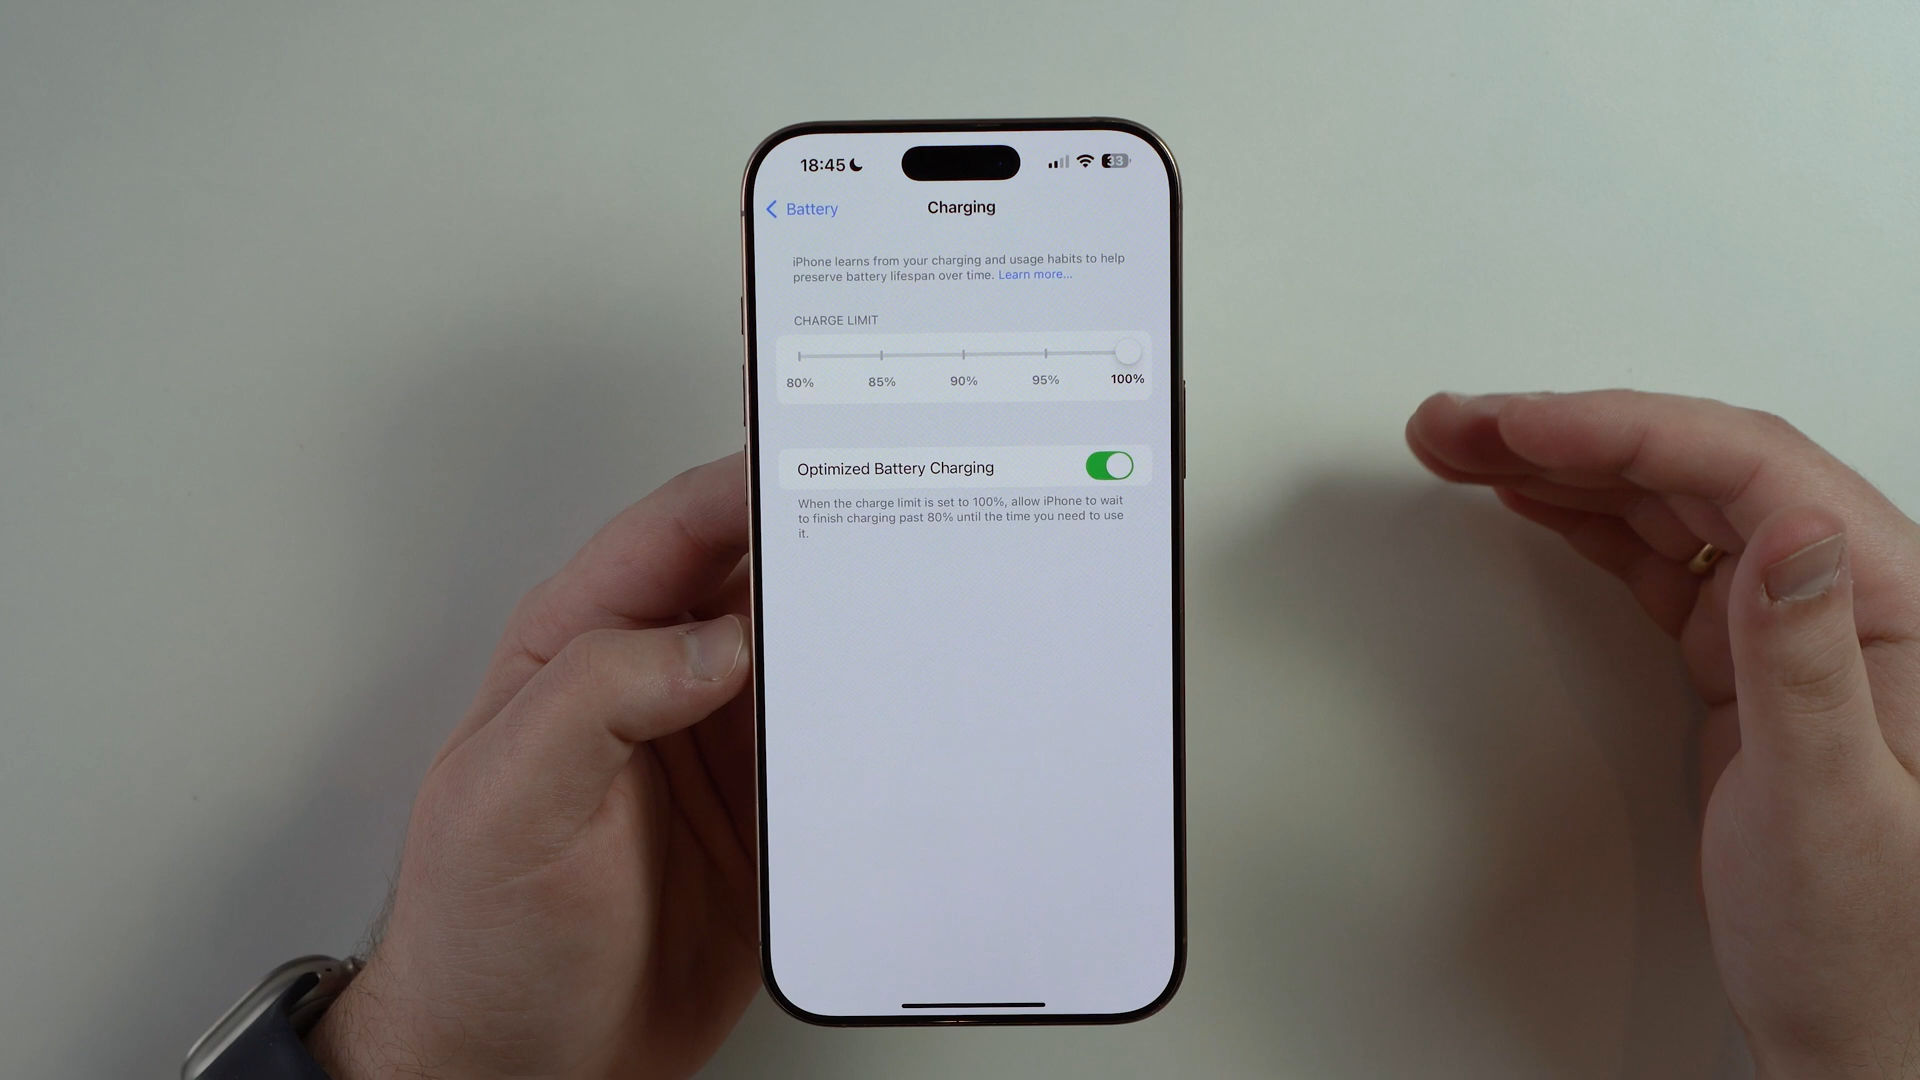 18:45
33
Battery
Charging
iPhone learns from your charging and usage habits to help
preserve battery lifespan over time. Learn more...
CHARGE LIMIT
80% 85% 90% 95% 100%
Optimized Battery Charging
When the charge limit is set to 100%, allow iPhone to wait
to finish charging past 80% until the time you need to use
it.